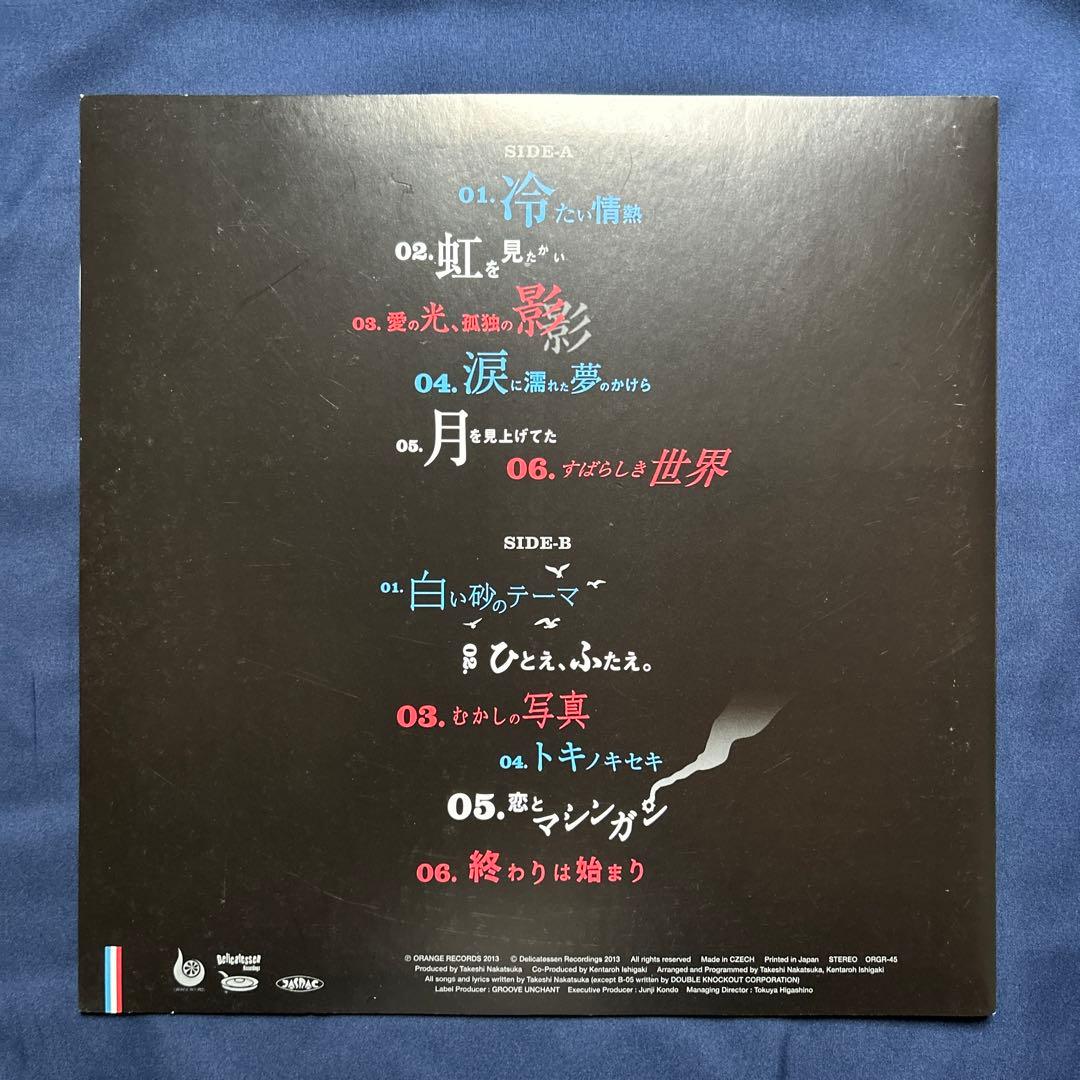 SIDE-A
01. 冷たい情熱
02. 虹を見たかい
03. 愛の光、孤独の影
影
04. 涙に濡れた夢のかけら
05. 月を見上げてた
06. すばらしき世界
SIDE-B
01. 白い砂のテーマ
02. ひとえ、ふたえ。
03. むかしの写真
04. トキノキセキ
05. 恋とマシンガン
06. 終わりは始まり
ORANGE RECORDS
Delicatessen
Recordings
JASRAC
℗ ORANGE RECORDS 2013 © Delicatessen Recordings 2013 All rights reserved Made in CZECH Printed in Japan STEREO ORGR-45
Produced by Takeshi Nakatsuka Co-Produced by Kentaroh Ishigaki Arranged and Programmed by Takeshi Nakatsuka, Kentaroh Ishigaki
All songs and lyrics written by Takeshi Nakatsuka (except B-05 written by DOUBLE KNOCKOUT CORPORATION)
Label Producer : GROOVE UNCHANT Executive Producer : Junji Kondo Managing Director : Tokuya Higashino